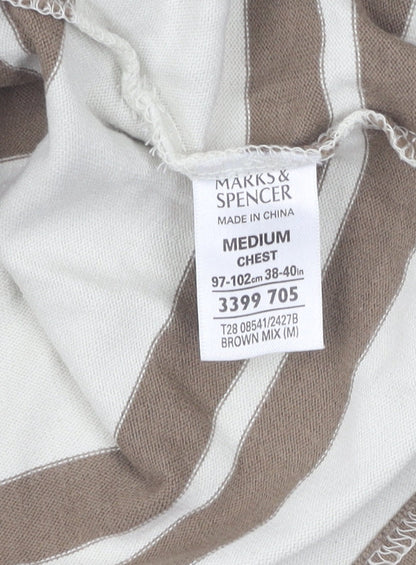 MARKS &
SPENCER
MADE IN CHINA
MEDIUM
CHEST
97-102cm 38-40in
3399 705
T28 08541/2427B
BROWN MIX (M)